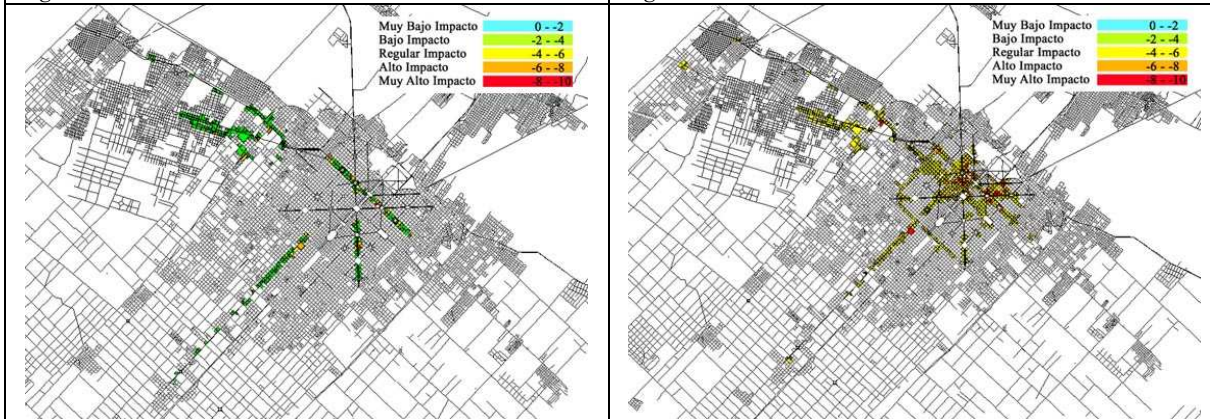 Muy Bajo Impacto 0 - -2
Bajo Impacto -2 - -4
Regular Impacto -4 - -6
Alto Impacto -6 - -8
Muy Alto Impacto -8 - -10
Muy Bajo Impacto 0 - -2
Bajo Impacto -2 - -4
Regular Impacto -4 - -6
Alto Impacto -6 - -8
Muy Alto Impacto -8 - -10